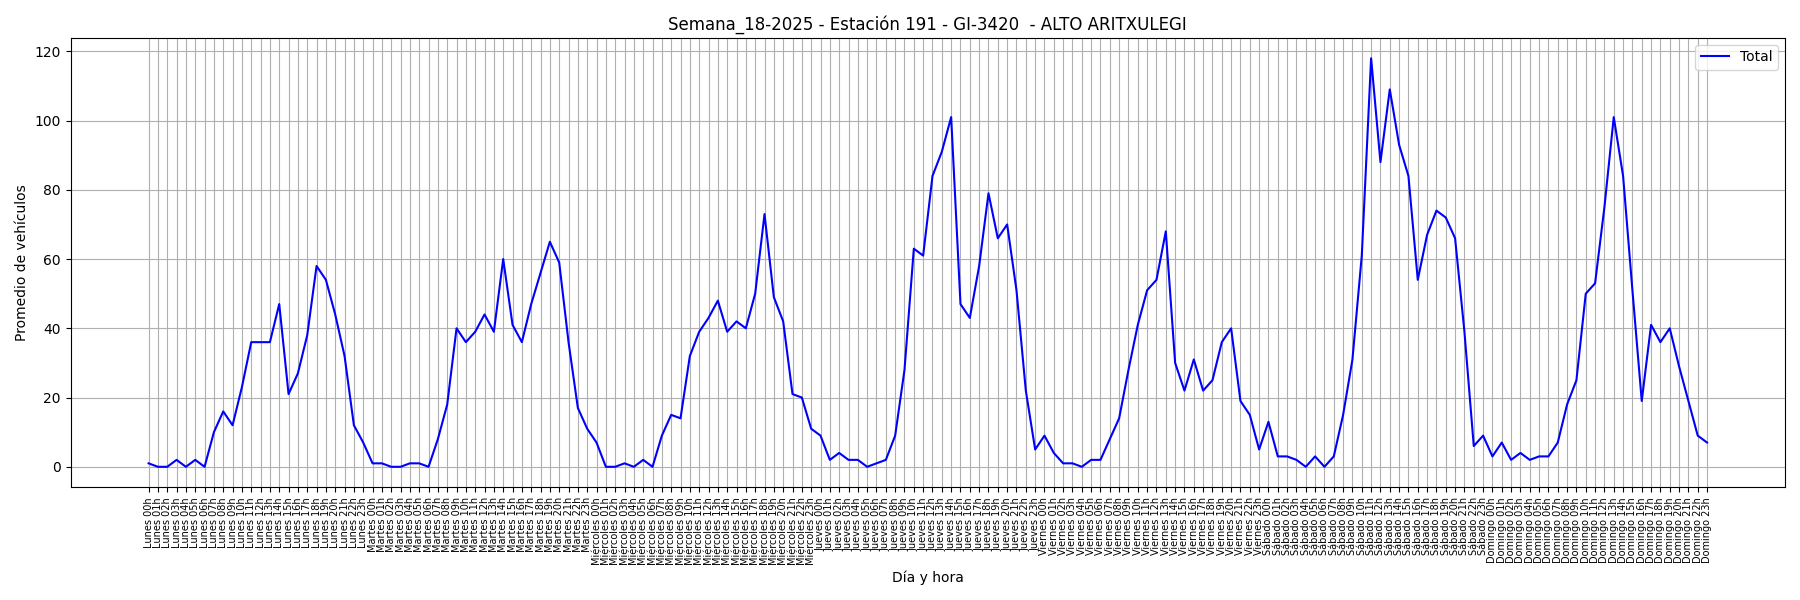 Semana_18-2025 - Estación 191 - GI-3420  - ALTO ARITXULEGI
Total
Promedio de vehículos
120
100
80
60
40
20
0
Lunes 00h
Lunes 01h
Lunes 02h
Lunes 03h
Lunes 04h
Lunes 05h
Lunes 06h
Lunes 07h
Lunes 08h
Lunes 09h
Lunes 10h
Lunes 11h
Lunes 12h
Lunes 13h
Lunes 14h
Lunes 15h
Lunes 16h
Lunes 17h
Lunes 18h
Lunes 19h
Lunes 20h
Lunes 21h
Lunes 22h
Lunes 23h
Martes 00h
Martes 01h
Martes 02h
Martes 03h
Martes 04h
Martes 05h
Martes 06h
Martes 07h
Martes 08h
Martes 09h
Martes 10h
Martes 11h
Martes 12h
Martes 13h
Martes 14h
Martes 15h
Martes 16h
Martes 17h
Martes 18h
Martes 19h
Martes 20h
Martes 21h
Martes 22h
Martes 23h
Miércoles 00h
Miércoles 01h
Miércoles 02h
Miércoles 03h
Miércoles 04h
Miércoles 05h
Miércoles 06h
Miércoles 07h
Miércoles 08h
Miércoles 09h
Miércoles 10h
Miércoles 11h
Miércoles 12h
Miércoles 13h
Miércoles 14h
Miércoles 15h
Miércoles 16h
Miércoles 17h
Miércoles 18h
Miércoles 19h
Miércoles 20h
Miércoles 21h
Miércoles 22h
Miércoles 23h
Jueves 00h
Jueves 01h
Jueves 02h
Jueves 03h
Jueves 04h
Jueves 05h
Jueves 06h
Jueves 07h
Jueves 08h
Jueves 09h
Jueves 10h
Jueves 11h
Jueves 12h
Jueves 13h
Jueves 14h
Jueves 15h
Jueves 16h
Jueves 17h
Jueves 18h
Jueves 19h
Jueves 20h
Jueves 21h
Jueves 22h
Jueves 23h
Viernes 00h
Viernes 01h
Viernes 02h
Viernes 03h
Viernes 04h
Viernes 05h
Viernes 06h
Viernes 07h
Viernes 08h
Viernes 09h
Viernes 10h
Viernes 11h
Viernes 12h
Viernes 13h
Viernes 14h
Viernes 15h
Viernes 16h
Viernes 17h
Viernes 18h
Viernes 19h
Viernes 20h
Viernes 21h
Viernes 22h
Viernes 23h
Sábado 00h
Sábado 01h
Sábado 02h
Sábado 03h
Sábado 04h
Sábado 05h
Sábado 06h
Sábado 07h
Sábado 08h
Sábado 09h
Sábado 10h
Sábado 11h
Sábado 12h
Sábado 13h
Sábado 14h
Sábado 15h
Sábado 16h
Sábado 17h
Sábado 18h
Sábado 19h
Sábado 20h
Sábado 21h
Sábado 22h
Sábado 23h
Domingo 00h
Domingo 01h
Domingo 02h
Domingo 03h
Domingo 04h
Domingo 05h
Domingo 06h
Domingo 07h
Domingo 08h
Domingo 09h
Domingo 10h
Domingo 11h
Domingo 12h
Domingo 13h
Domingo 14h
Domingo 15h
Domingo 16h
Domingo 17h
Domingo 18h
Domingo 19h
Domingo 20h
Domingo 21h
Domingo 22h
Domingo 23h
Día y hora